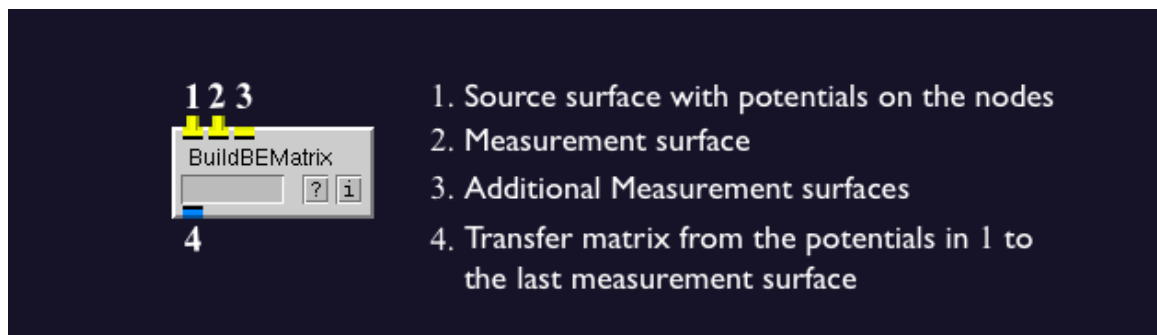 1 2 3
BuildBEMatrix
? i
4
1. Source surface with potentials on the nodes
2. Measurement surface
3. Additional Measurement surfaces
4. Transfer matrix from the potentials in 1 to
the last measurement surface